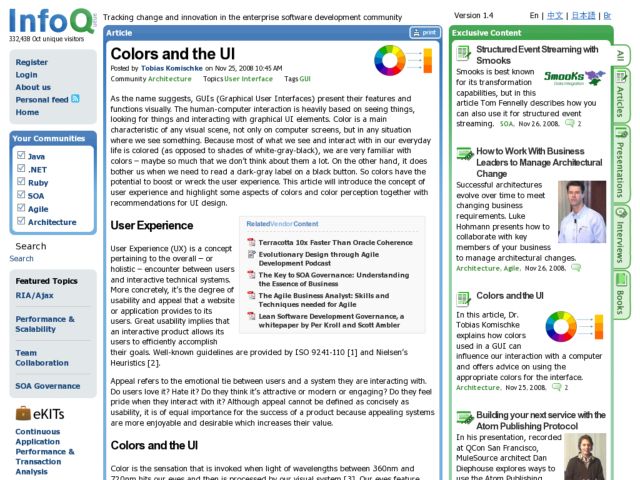 InfoQ
Tracking change and innovation in the enterprise software development community
Version 1.4
En | 中文 | 日本語 | Br
332,438 Oct unique visitors
Register
Login
About us
Personal feed
Home
Your Communities
Java
.NET
Ruby
SOA
Agile
Architecture
Search
Search
Featured Topics
RIA/Ajax
Performance &
Scalability
Team
Collaboration
SOA Governance
eKITs
Continuous
Application
Performance &
Transaction
Analysis
Article
print
Colors and the UI
Posted by Tobias Komischke on Nov 25, 2008 10:45 AM
Community Architecture Topics User Interface Tags GUI
As the name suggests, GUIs (Graphical User Interfaces) present their features and
functions visually. The human-computer interaction is heavily based on seeing things,
looking for things and interacting with graphical UI elements. Color is a main
characteristic of any visual scene, not only on computer screens, but in any situation
where we see something. Because most of what we see and interact with in our everyday
life is colored (as opposed to shades of white-gray-black), we are very familiar with
colors – maybe so much that we don't think about them a lot. On the other hand, it does
bother us when we need to read a dark-gray label on a black button. So colors have the
potential to boost or wreck the user experience. This article will introduce the concept of
user experience and highlight some aspects of colors and color perception together with
recommendations for UI design.
User Experience
User Experience (UX) is a concept
pertaining to the overall – or
holistic – encounter between users
and interactive technical systems.
More concretely, it's the degree of
usability and appeal that a website
or application provides to its
users. Great usability implies that
an interactive product allows its
users to efficiently accomplish
their goals. Well-known guidelines are provided by ISO 9241-110 [1] and Nielsen's
Heuristics [2].
RelatedVendorContent
Terracotta 10x Faster Than Oracle Coherence
Evolutionary Design through Agile
Development Podcast
The Key to SOA Governance: Understanding
the Essence of Business
The Agile Business Analyst: Skills and
Techniques needed for Agile
Lean Software Development Governance, a
whitepaper by Per Kroll and Scott Ambler
Appeal refers to the emotional tie between users and a system they are interacting with.
Do users love it? Hate it? Do they think it's attractive or modern or engaging? Do they feel
pride when they interact with it? Although appeal cannot be defined as concisely as
usability, it is of equal importance for the success of a product because appealing systems
are more enjoyable and desirable which increases their value.
Colors and the UI
Color is the sensation that is invoked when light of wavelengths between 360nm and
720nm hits our eyes and then is processed by our visual system [3]. Our eyes feature
Exclusive Content
Structured Event Streaming with
Smooks
Smooks is best known
for its transformation
capabilities, but in this
article Tom Fennelly describes how you
can also use it for structured event
streaming. SOA, Nov 26, 2008. 2
SMOOKS
How to Work With Business
Leaders to Manage Architectural
Change
Successful architectures
evolve over time to meet
changing business
requirements. Luke
Hohmann presents how to
collaborate with key
members of your business
to manage architectural changes.
Architecture, Agile, Nov 26, 2008.
Colors and the UI
In this article, Dr.
Tobias Komischke
explains how colors
used in a GUI can
influence our interaction with a computer
and offers advice on using the
appropriate colors for the interface.
Architecture, Nov 25, 2008. 2
Building your next service with the
Atom Publishing Protocol
In his presentation, recorded
at QCon San Francisco,
MuleSource architect Dan
Diephouse explores ways to
use the Atom Publishing
All
Articles
Presentations
Interviews
Books